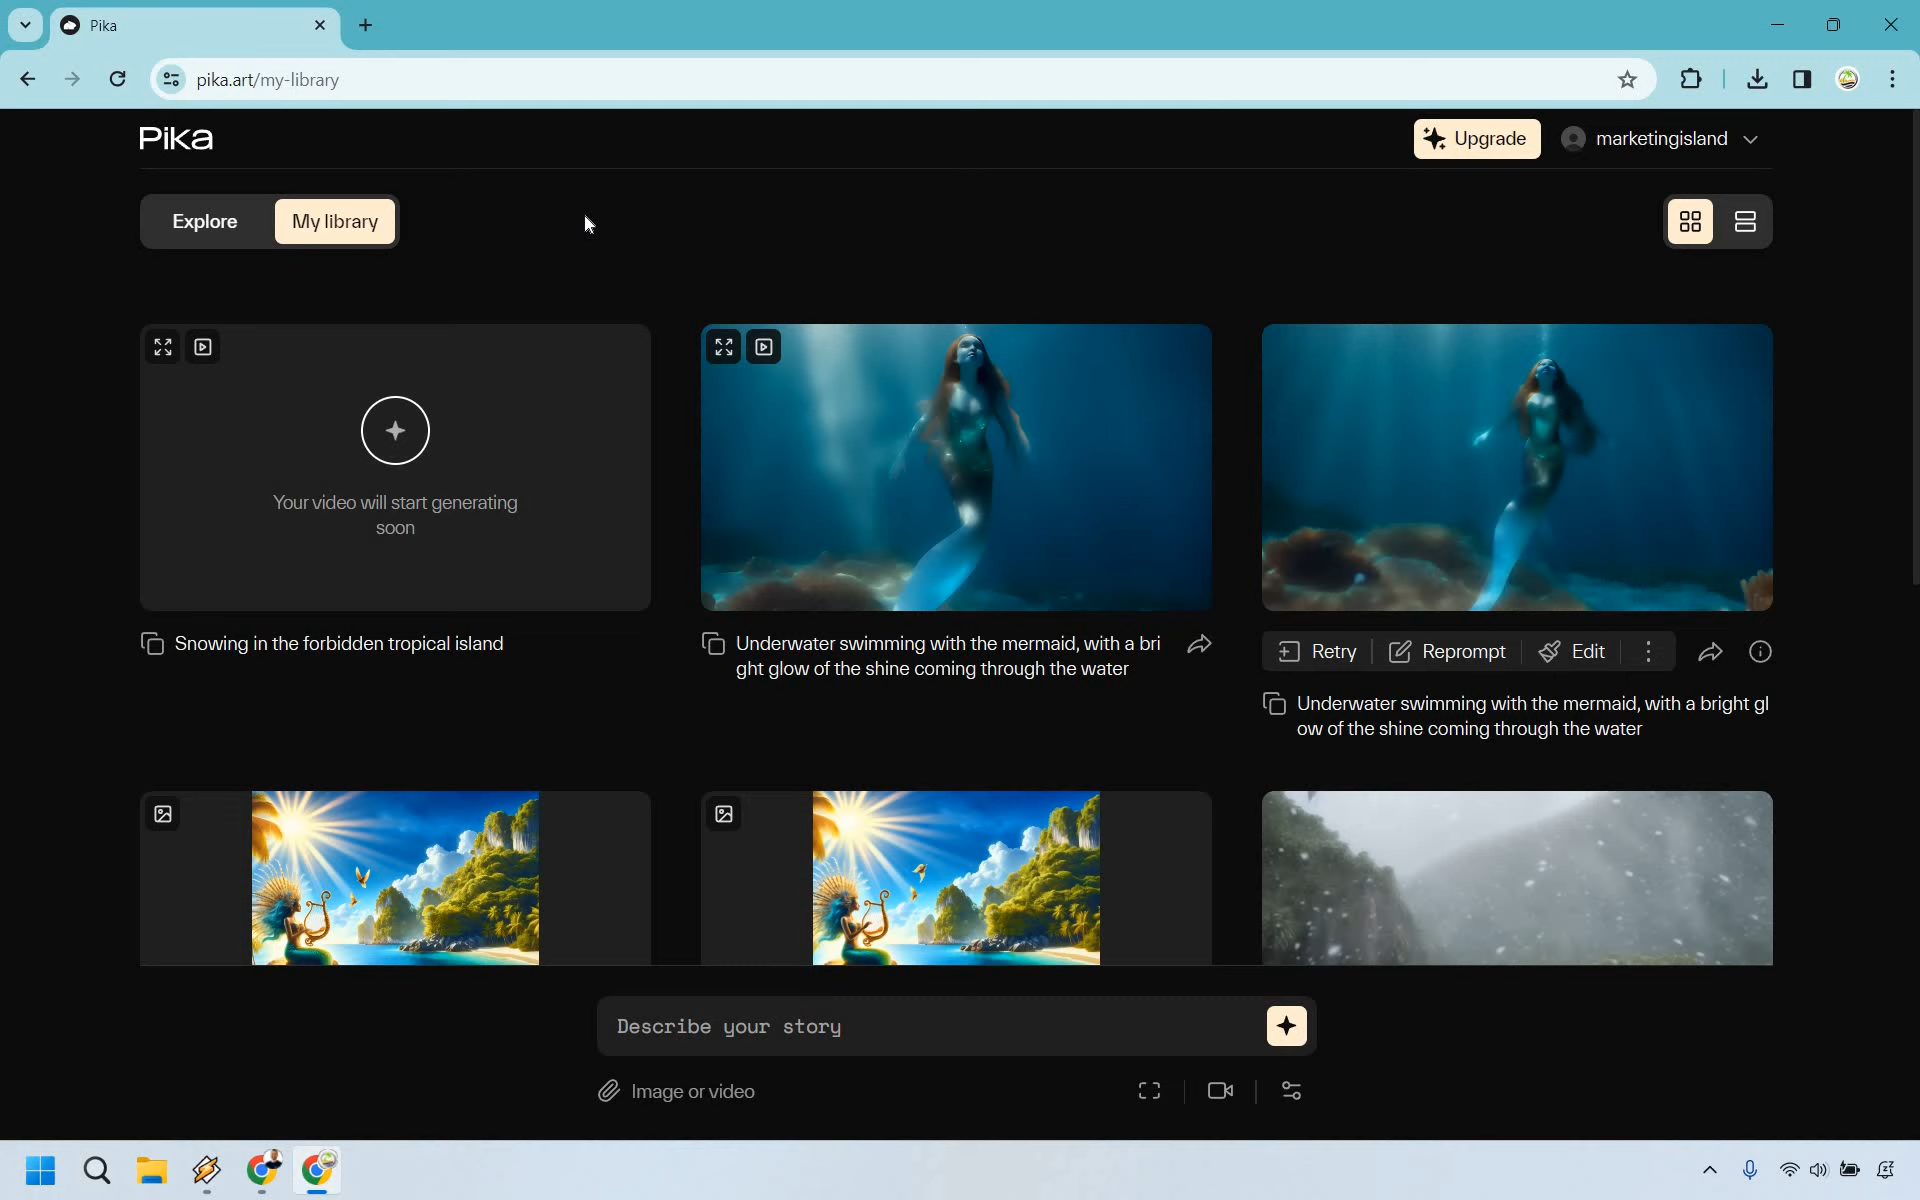 Pika
pika.art/my-library
Pika
Upgrade
marketingisland
Explore
My library
Your video will start generating
soon
Snowing in the forbidden tropical island
Underwater swimming with the mermaid, with a bri
ght glow of the shine coming through the water
Retry
Reprompt
Edit
Underwater swimming with the mermaid, with a bright gl
ow of the shine coming through the water
Describe your story
Image or video